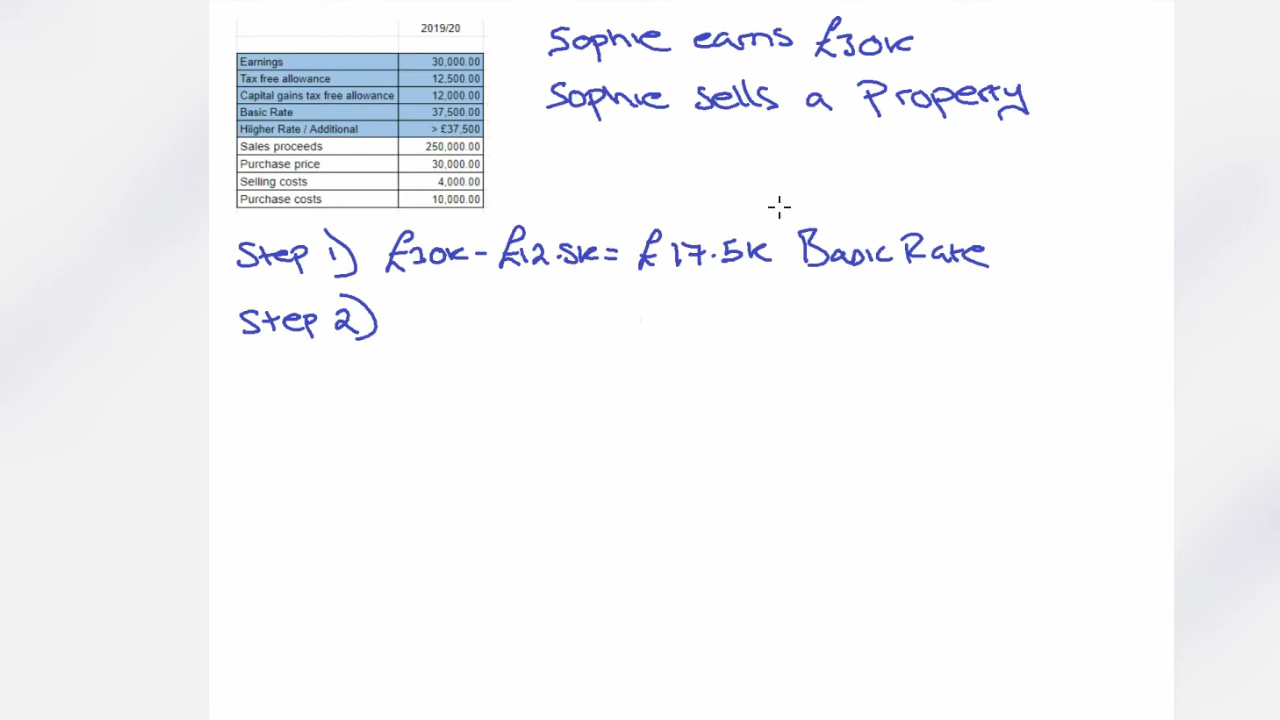 2019/20
Earnings 30,000.00
Tax free allowance 12,500.00
Capital gains tax free allowance 12,000.00
Basic Rate 37,500.00
Hiigher Rate / Additional > £37,500
Sales proceeds 250,000.00
Purchase price 30,000.00
Selling costs 4,000.00
Purchase costs 10,000.00
Sophie earns £30K
Sophie sells a Property
Step 1) £30K - £12.5K = £17.5K Basic Rate
Step 2)